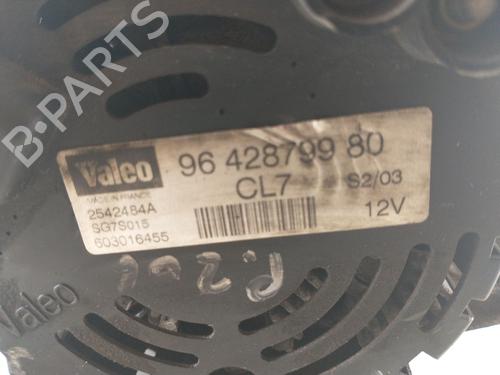 B-PARTS
Valeo
96 428799 80
MADE IN FRANCE
CL7
S2/03
2542484A
SG7S015
12V
603016455
Valeo